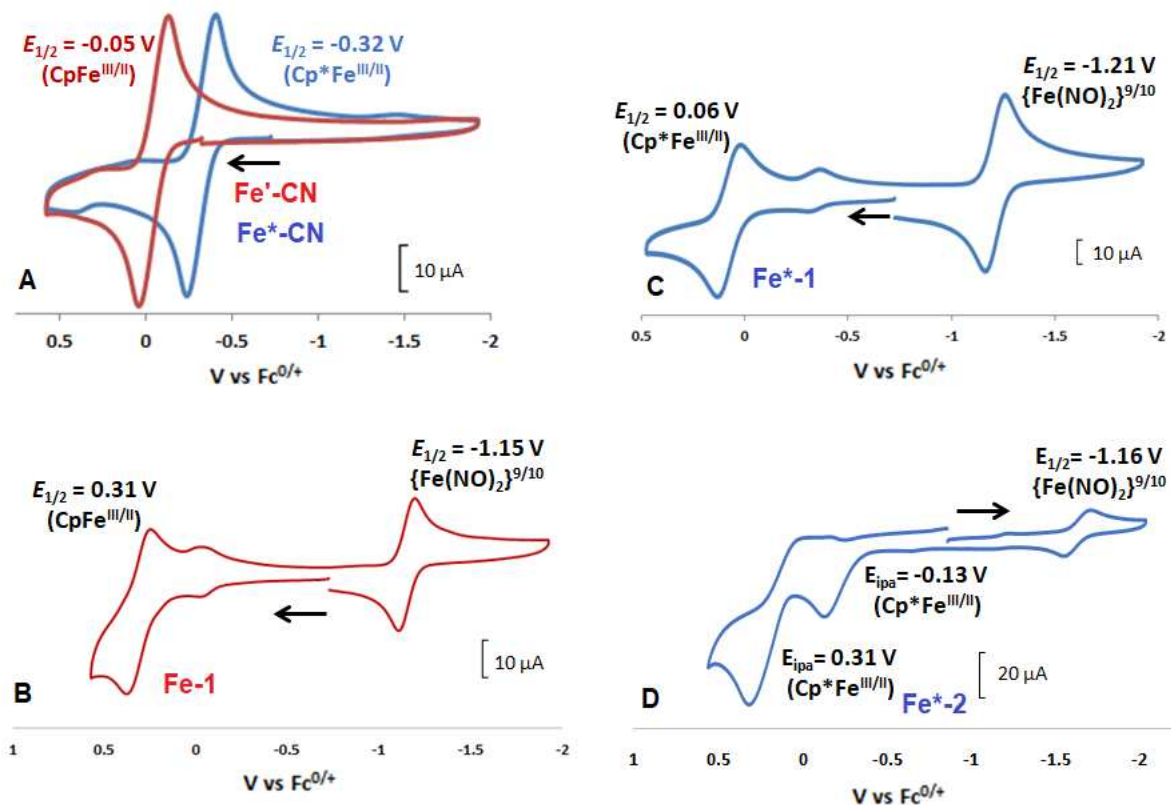 E1/2 = -0.05 V
(CpFeIII/II)
E1/2 = -0.32 V
(Cp*FeIII/II)
Fe'-CN
Fe*-CN
A
10 µA
0.5 0 -0.5 -1 -1.5 -2
V vs Fc0/+
E1/2 = 0.06 V
(Cp*FeIII/II)
E1/2 = -1.21 V
{Fe(NO)2}9/10
C
Fe*-1
10 µA
0.5 0 -0.5 -1 -1.5 -2
V vs Fc0/+
E1/2 = 0.31 V
(CpFeIII/II)
E1/2 = -1.15 V
{Fe(NO)2}9/10
B
Fe-1
10 µA
1 0.5 0 -0.5 -1 -1.5 -2
V vs Fc0/+
E1/2= -1.16 V
{Fe(NO)2}9/10
Eipa= -0.13 V
(Cp*FeIII/II)
Eipa= 0.31 V
(Cp*FeIII/II)
D
Fe*-2
20 µA
1 0.5 0 -0.5 -1 -1.5 -2
V vs Fc0/+